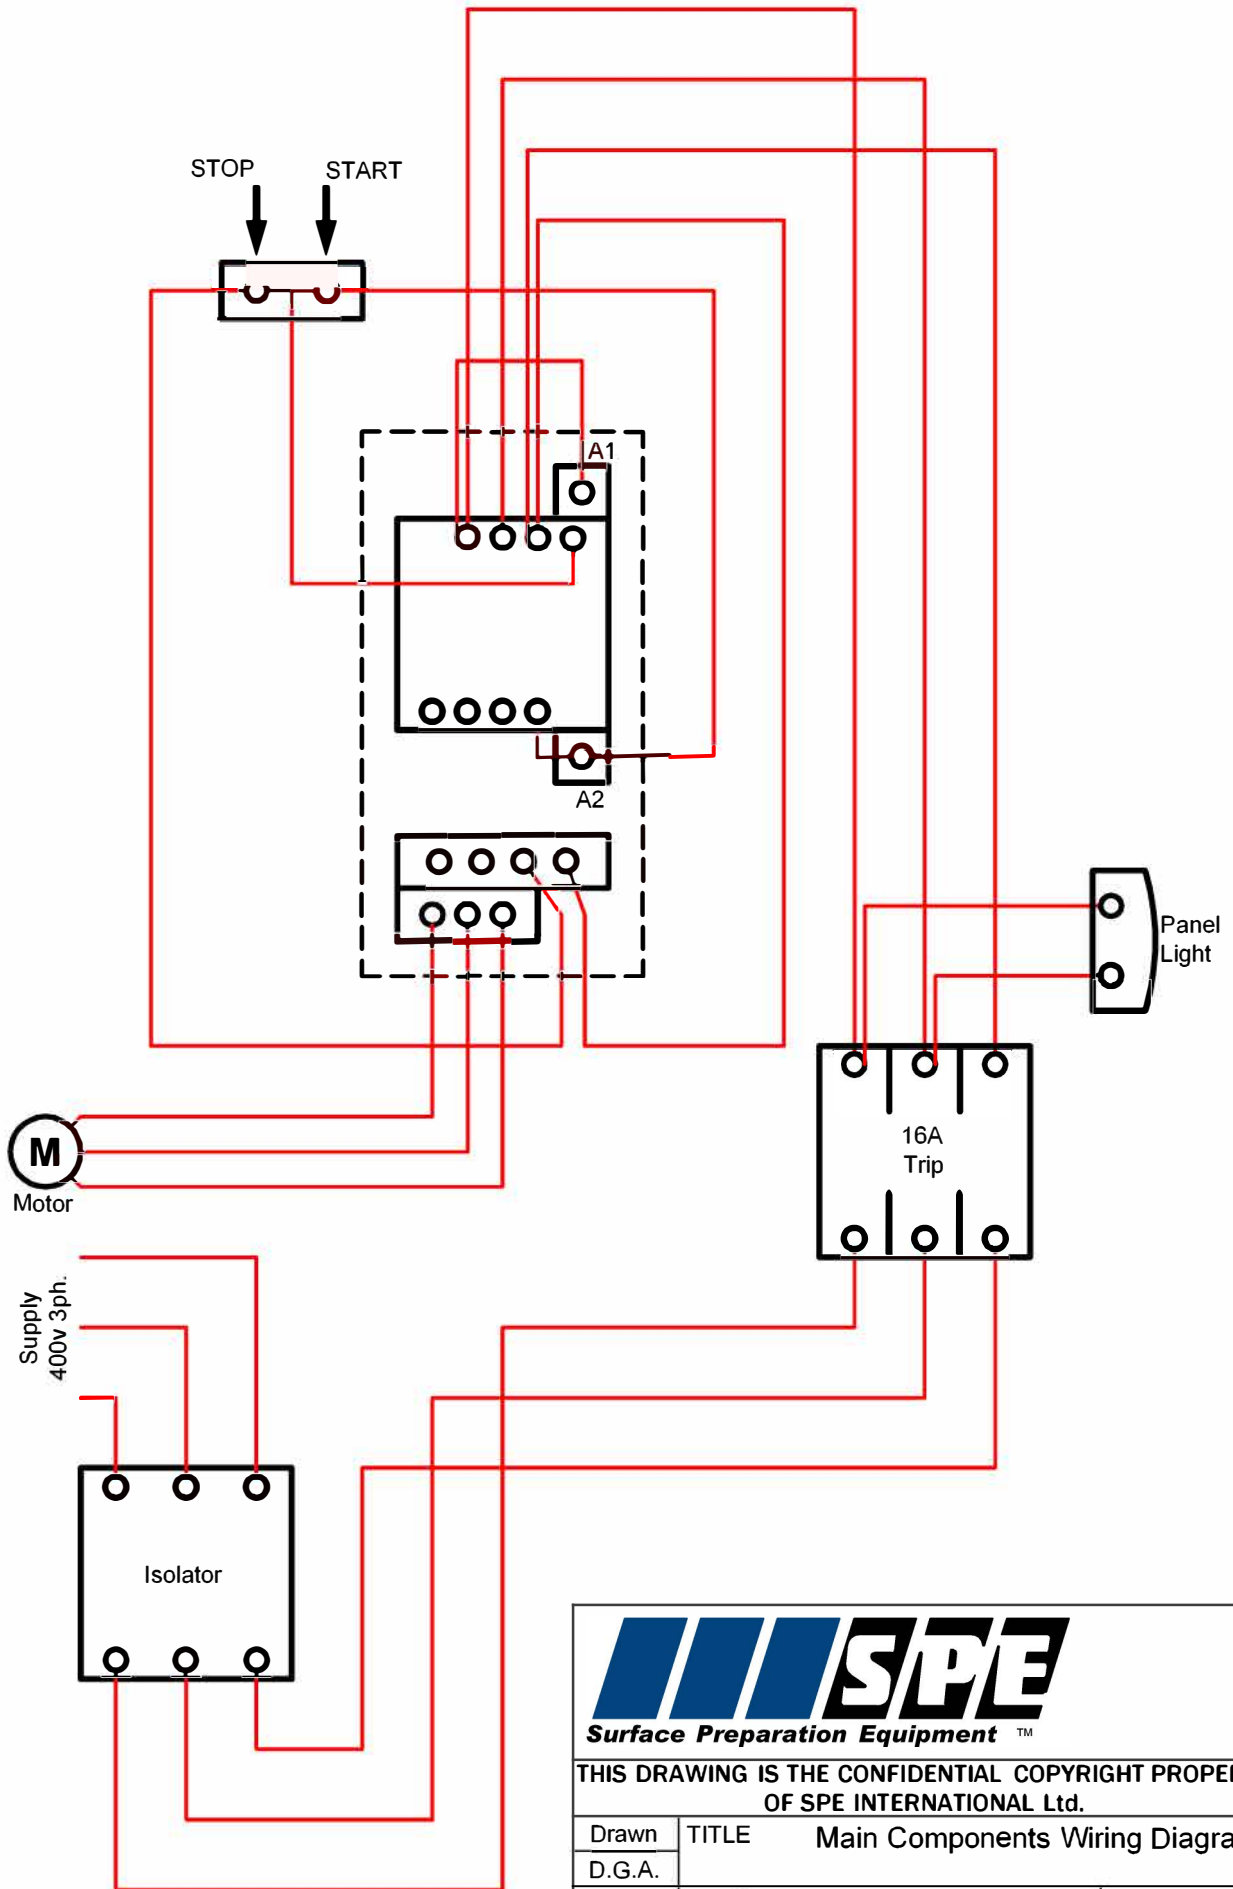 STOP START
A1
A2
Panel
Light
16A
Trip
M
Motor
Supply
400v 3ph.
Isolator
SPE
Surface Preparation Equipment ™
THIS DRAWING IS THE CONFIDENTIAL COPYRIGHT PROPE
OF SPE INTERNATIONAL Ltd.
Drawn TITLE Main Components Wiring Diagra
D.G.A.